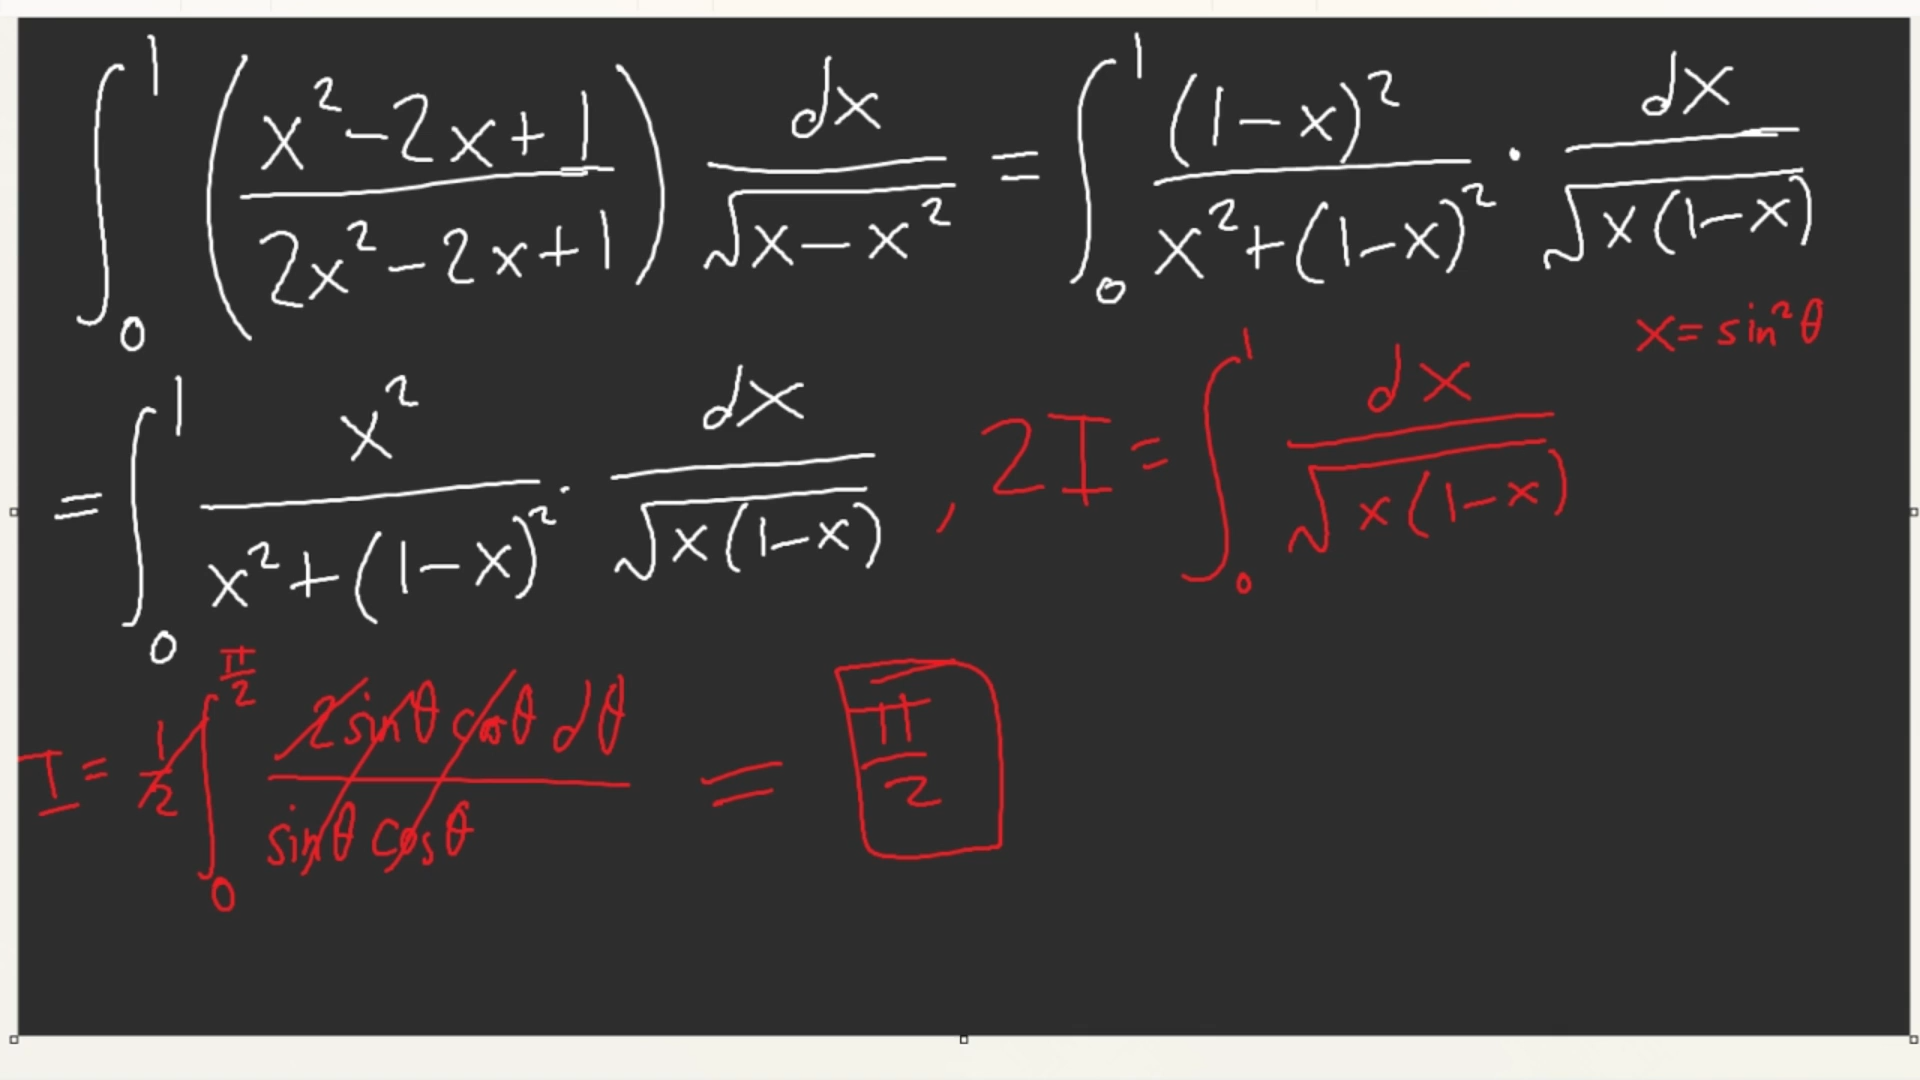 ∫₀¹ ((x²-2x+1)/(2x²-2x+1)) dx/√(x-x²) = ∫₀¹ (1-x)²/(x²+(1-x)²) · dx/√(x(1-x))
x = sin²θ
= ∫₀¹ x²/(x²+(1-x)²) · dx/√(x(1-x)) , 2I = ∫₀¹ dx/√(x(1-x))
I = 1/2 ∫₀^(π/2) (2 sinθ cosθ dθ)/(sinθ cosθ) = π/2